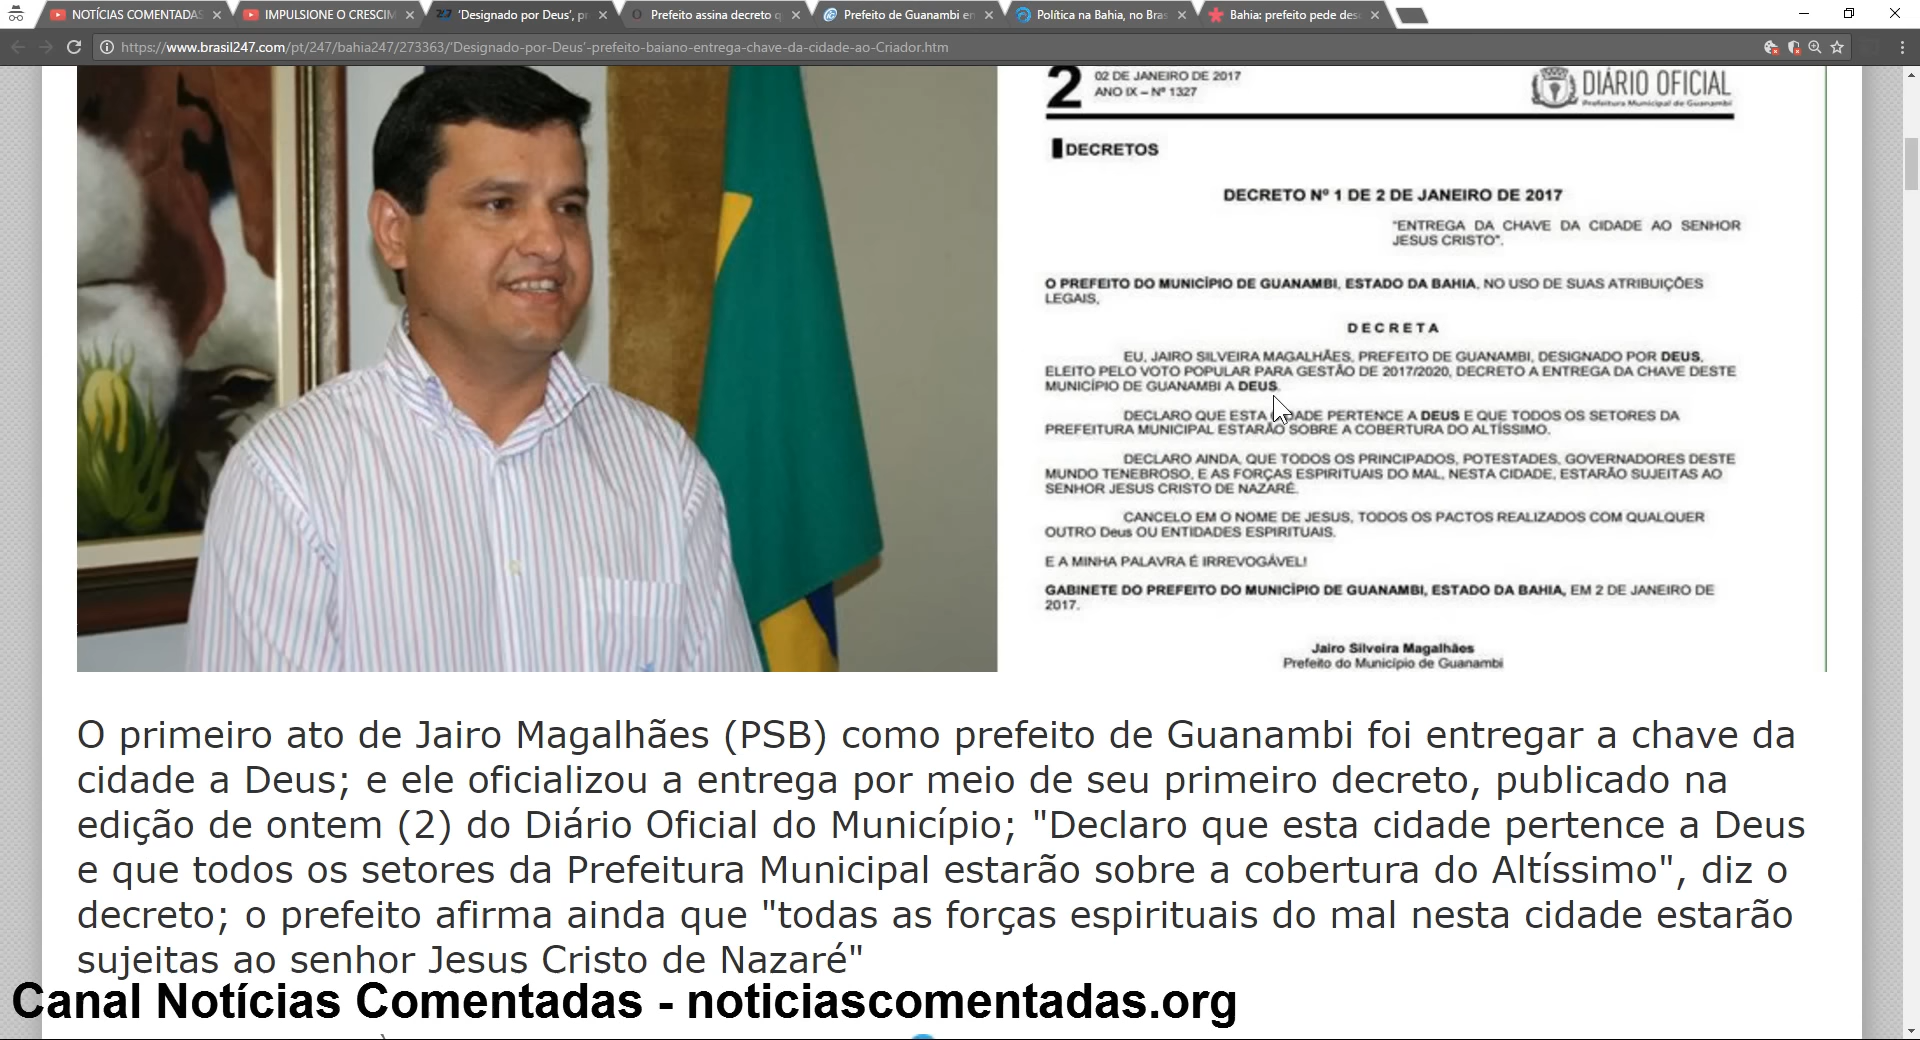 NOTÍCIAS COMENTADAS
IMPULSIONE O CRESCIM
'Designado por Deus', p
Prefeito assina decreto q
Prefeito de Guanambi en
Política na Bahia, no Bras
Bahia: prefeito pede des
https://www.brasil247.com/pt/247/bahia247/273363/'Designado-por-Deus'-prefeito-baiano-entrega-chave-da-cidade-ao-Criador.htm
2
02 DE JANEIRO DE 2017
ANO IX – Nº 1327
DIÁRIO OFICIAL
Prefeitura Municipal de Guanambi
DECRETOS
DECRETO Nº 1 DE 2 DE JANEIRO DE 2017
"ENTREGA DA CHAVE DA CIDADE AO SENHOR
JESUS CRISTO".
O PREFEITO DO MUNICÍPIO DE GUANAMBI, ESTADO DA BAHIA, NO USO DE SUAS ATRIBUIÇÕES
LEGAIS,
DECRETA
EU, JAIRO SILVEIRA MAGALHÃES, PREFEITO DE GUANAMBI, DESIGNADO POR DEUS,
ELEITO PELO VOTO POPULAR PARA GESTÃO DE 2017/2020, DECRETO A ENTREGA DA CHAVE DESTE
MUNICÍPIO DE GUANAMBI A DEUS.
DECLARO QUE ESTA CIDADE PERTENCE A DEUS E QUE TODOS OS SETORES DA
PREFEITURA MUNICIPAL ESTARÃO SOBRE A COBERTURA DO ALTÍSSIMO.
DECLARO AINDA, QUE TODOS OS PRINCIPADOS, POTESTADES, GOVERNADORES DESTE
MUNDO TENEBROSO, E AS FORÇAS ESPIRITUAIS DO MAL, NESTA CIDADE, ESTARÃO SUJEITAS AO
SENHOR JESUS CRISTO DE NAZARÉ.
CANCELO EM O NOME DE JESUS, TODOS OS PACTOS REALIZADOS COM QUALQUER
OUTRO Deus OU ENTIDADES ESPIRITUAIS.
E A MINHA PALAVRA É IRREVOGÁVEL!
GABINETE DO PREFEITO DO MUNICÍPIO DE GUANAMBI, ESTADO DA BAHIA, EM 2 DE JANEIRO DE
2017.
Jairo Silveira Magalhães
Prefeito do Município de Guanambi
O primeiro ato de Jairo Magalhães (PSB) como prefeito de Guanambi foi entregar a chave da
cidade a Deus; e ele oficializou a entrega por meio de seu primeiro decreto, publicado na
edição de ontem (2) do Diário Oficial do Município; "Declaro que esta cidade pertence a Deus
e que todos os setores da Prefeitura Municipal estarão sobre a cobertura do Altíssimo", diz o
decreto; o prefeito afirma ainda que "todas as forças espirituais do mal nesta cidade estarão
sujeitas ao senhor Jesus Cristo de Nazaré"
Canal Notícias Comentadas - noticiascomentadas.org